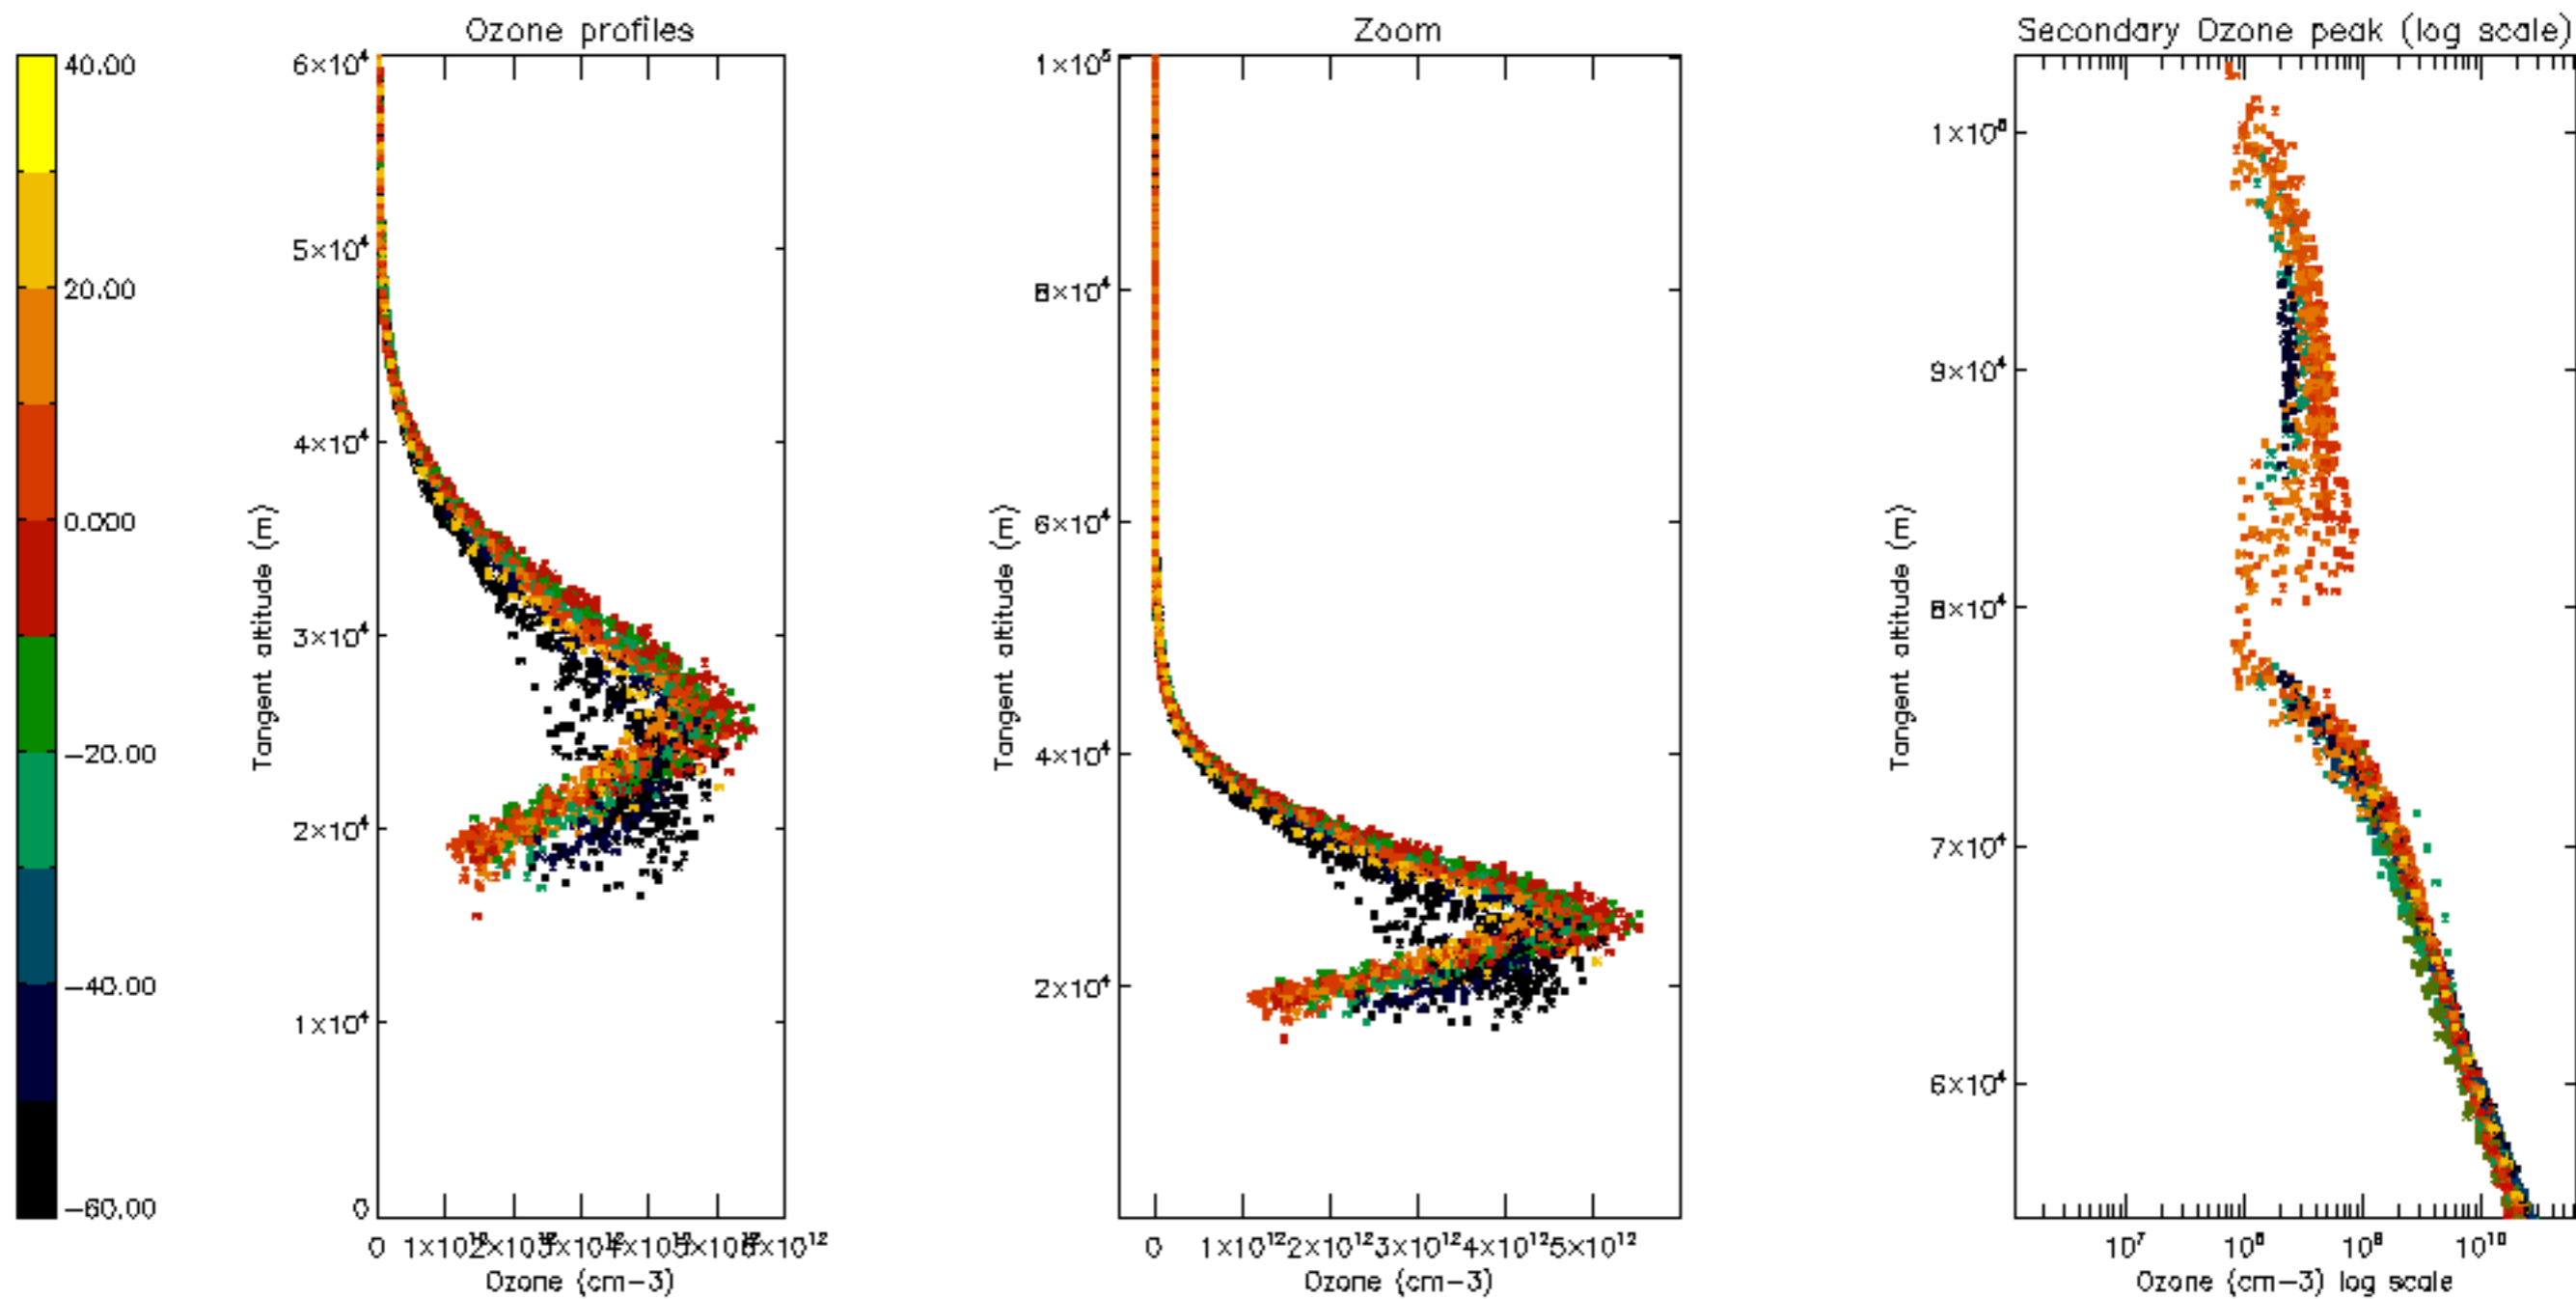 Ozone profiles
Zoom
Secondary Ozone peak (log scale)
40.00
20.00
0.000
-20.00
-40.00
-60.00
6×10⁴
5×10⁴
4×10⁴
3×10⁴
2×10⁴
1×10⁴
0
Tangent altitude (m)
0
Ozone (cm-3)
1×10⁵
8×10⁴
6×10⁴
4×10⁴
2×10⁴
Tangent altitude (m)
0 1×10¹² 2×10¹² 3×10¹² 4×10¹² 5×10¹²
Ozone (cm-3)
9×10⁴
8×10⁴
7×10⁴
6×10⁴
Tangent altitude (m)
10⁷ 10⁸ 10⁹ 10¹⁰
Ozone (cm-3) log scale